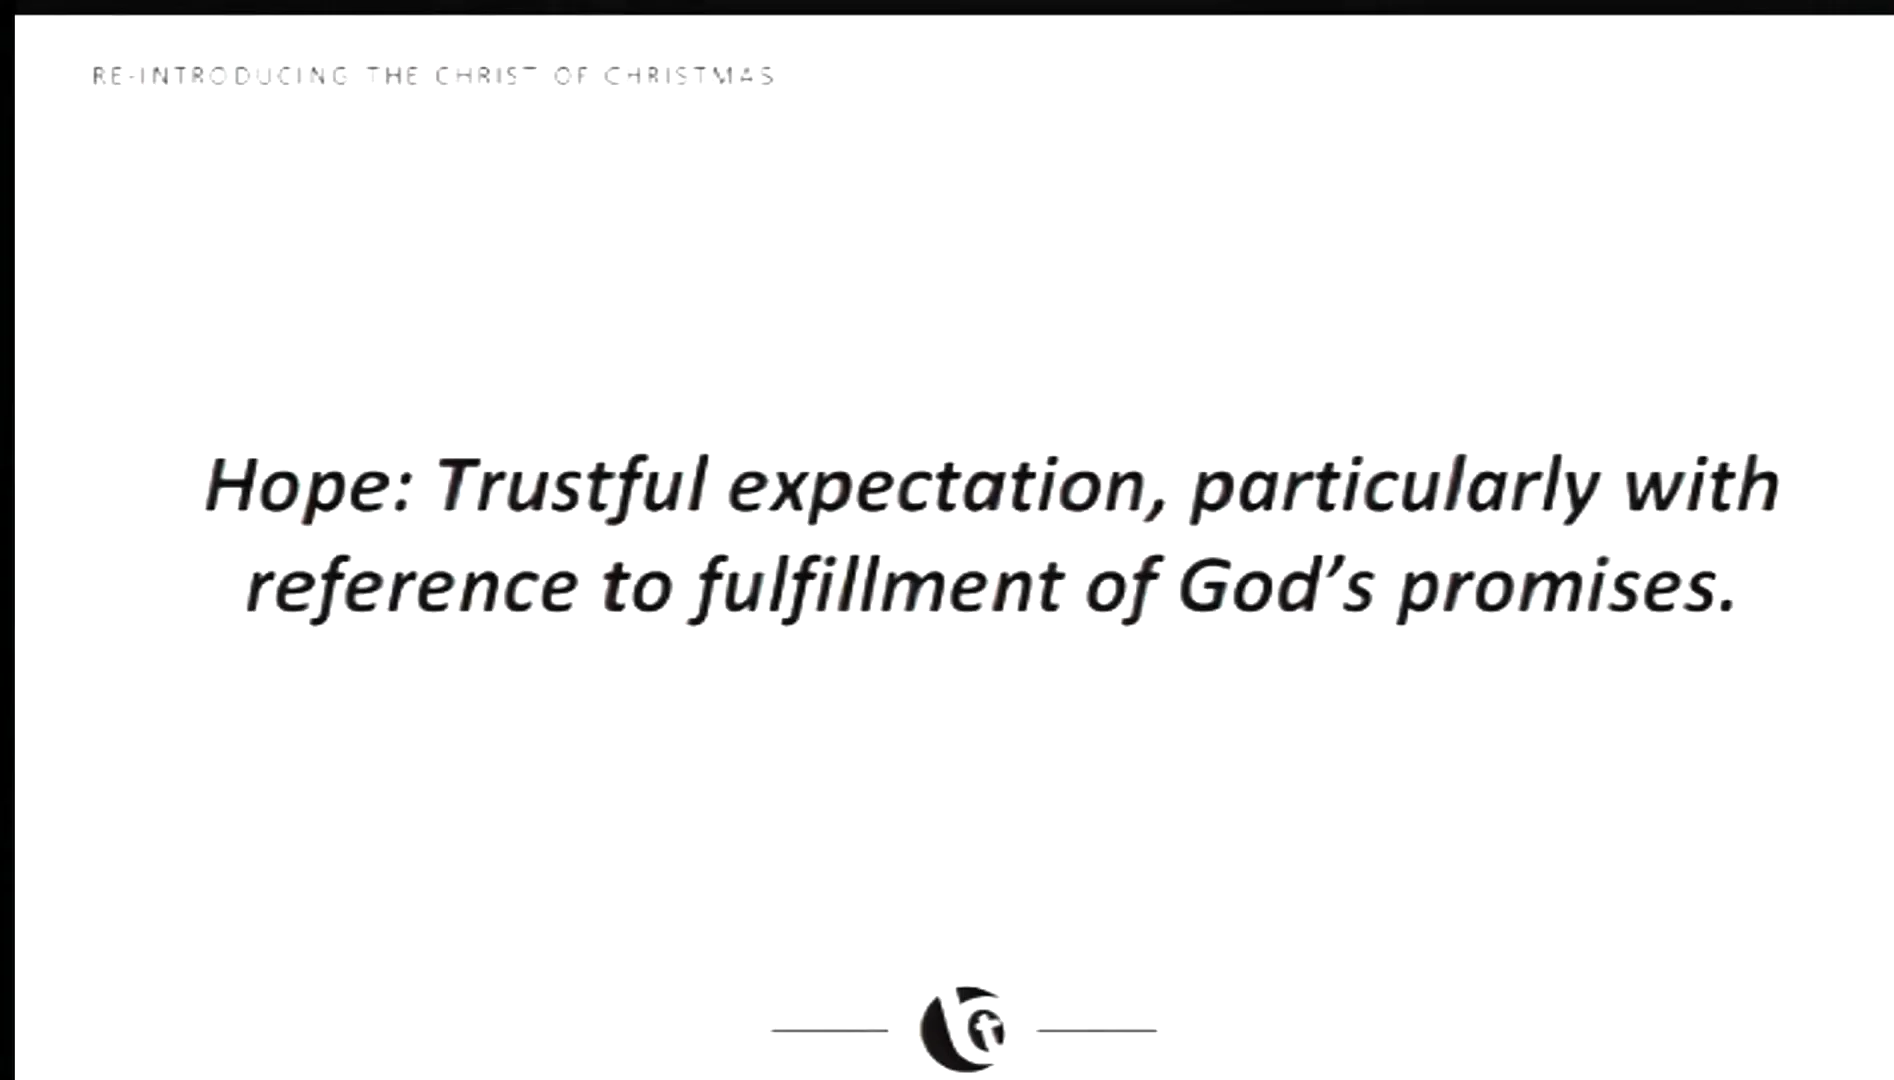 RE-INTRODUCING THE CHRIST OF CHRISTMAS
Hope: Trustful expectation, particularly with
reference to fulfillment of God’s promises.